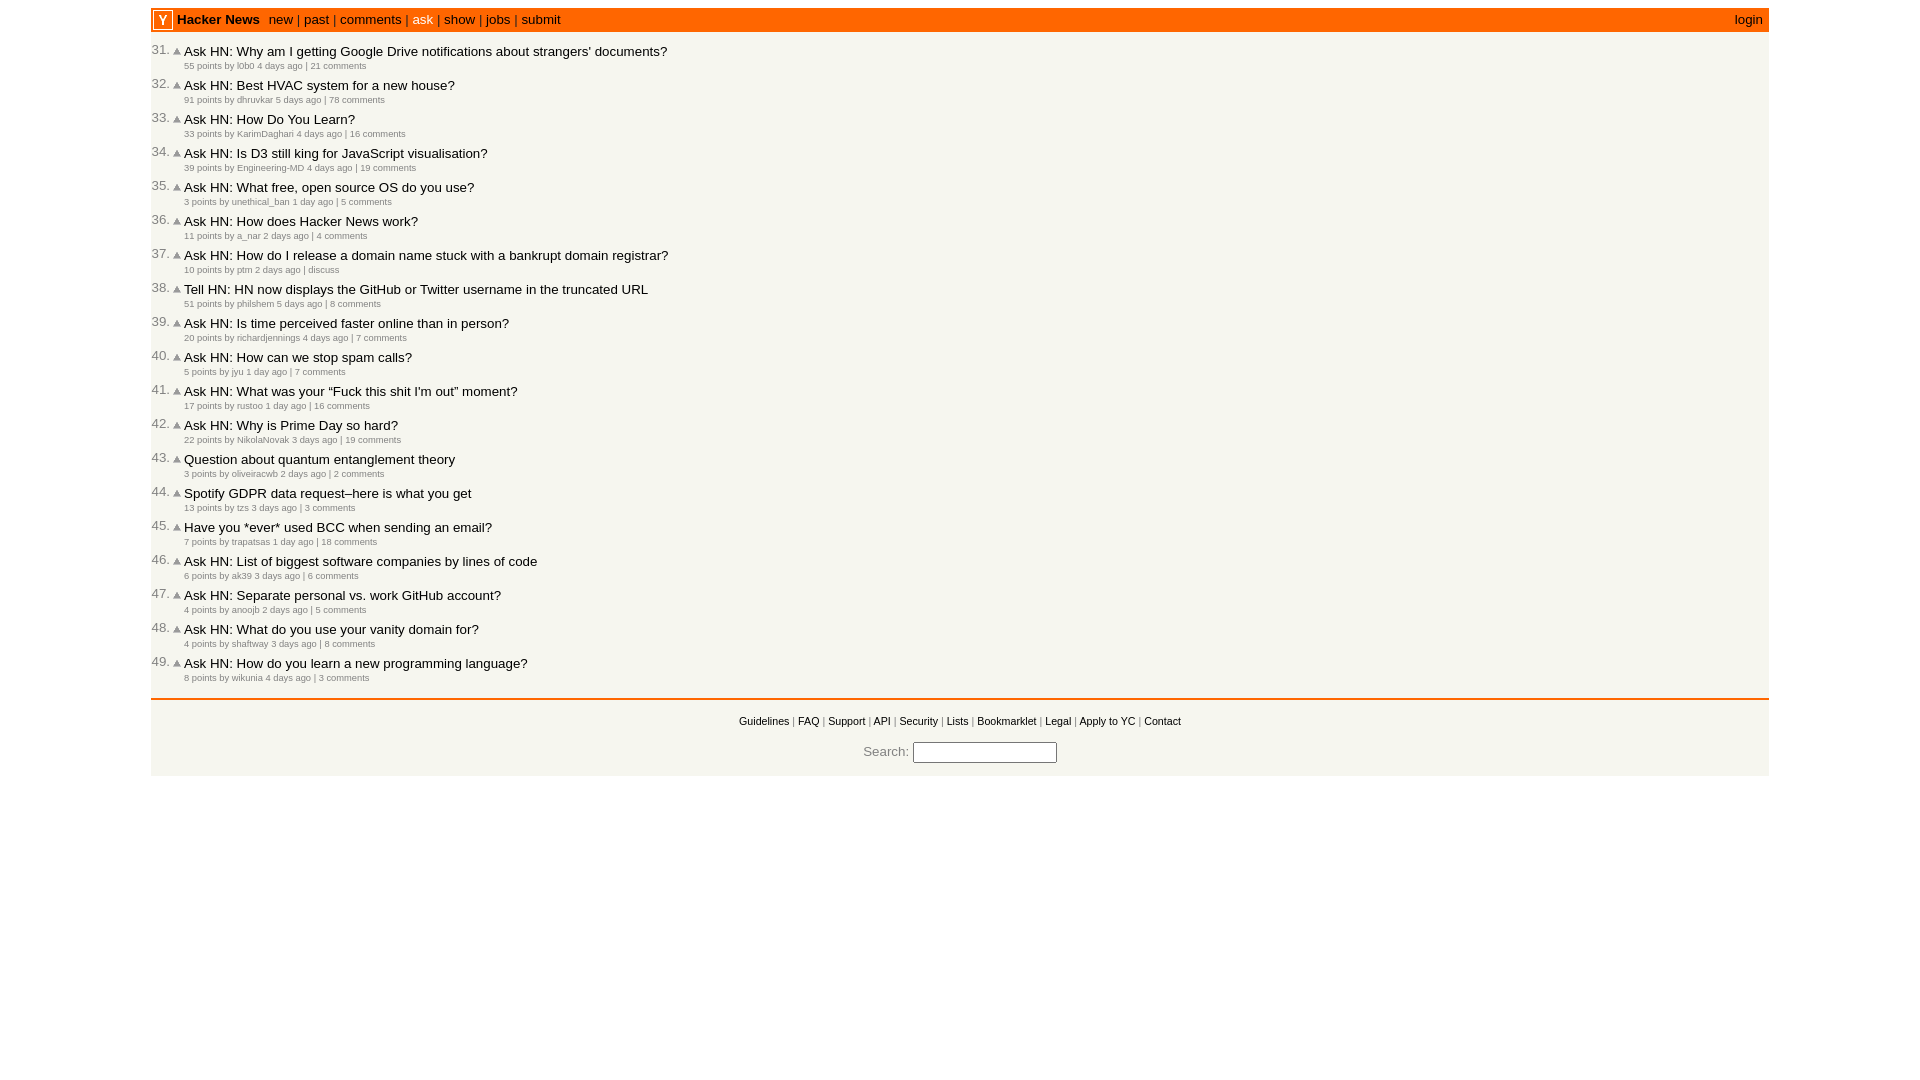 Y Hacker News new | past | comments | ask | show | jobs | submit login
31. Ask HN: Why am I getting Google Drive notifications about strangers' documents?
55 points by l0b0 4 days ago | 21 comments
32. Ask HN: Best HVAC system for a new house?
91 points by dhruvkar 5 days ago | 78 comments
33. Ask HN: How Do You Learn?
33 points by KarimDaghari 4 days ago | 16 comments
34. Ask HN: Is D3 still king for JavaScript visualisation?
39 points by Engineering-MD 4 days ago | 19 comments
35. Ask HN: What free, open source OS do you use?
3 points by unethical_ban 1 day ago | 5 comments
36. Ask HN: How does Hacker News work?
11 points by a_nar 2 days ago | 4 comments
37. Ask HN: How do I release a domain name stuck with a bankrupt domain registrar?
10 points by ptm 2 days ago | discuss
38. Tell HN: HN now displays the GitHub or Twitter username in the truncated URL
51 points by philshem 5 days ago | 8 comments
39. Ask HN: Is time perceived faster online than in person?
20 points by richardjennings 4 days ago | 7 comments
40. Ask HN: How can we stop spam calls?
5 points by jyu 1 day ago | 7 comments
41. Ask HN: What was your “Fuck this shit I'm out” moment?
17 points by rustoo 1 day ago | 16 comments
42. Ask HN: Why is Prime Day so hard?
22 points by NikolaNovak 3 days ago | 19 comments
43. Question about quantum entanglement theory
3 points by oliveiracwb 2 days ago | 2 comments
44. Spotify GDPR data request–here is what you get
13 points by tzs 3 days ago | 3 comments
45. Have you *ever* used BCC when sending an email?
7 points by trapatsas 1 day ago | 18 comments
46. Ask HN: List of biggest software companies by lines of code
6 points by ak39 3 days ago | 6 comments
47. Ask HN: Separate personal vs. work GitHub account?
4 points by anoojb 2 days ago | 5 comments
48. Ask HN: What do you use your vanity domain for?
4 points by shaftway 3 days ago | 8 comments
49. Ask HN: How do you learn a new programming language?
8 points by wikunia 4 days ago | 3 comments
Guidelines | FAQ | Support | API | Security | Lists | Bookmarklet | Legal | Apply to YC | Contact
Search: